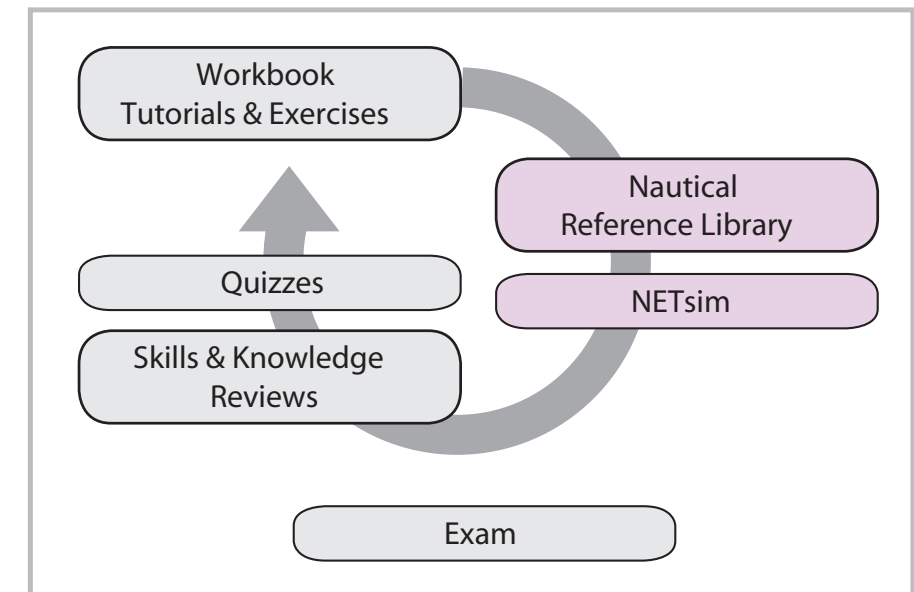 Workbook
Tutorials & Exercises
Nautical
Reference Library
NETsim
Quizzes
Skills & Knowledge
Reviews
Exam